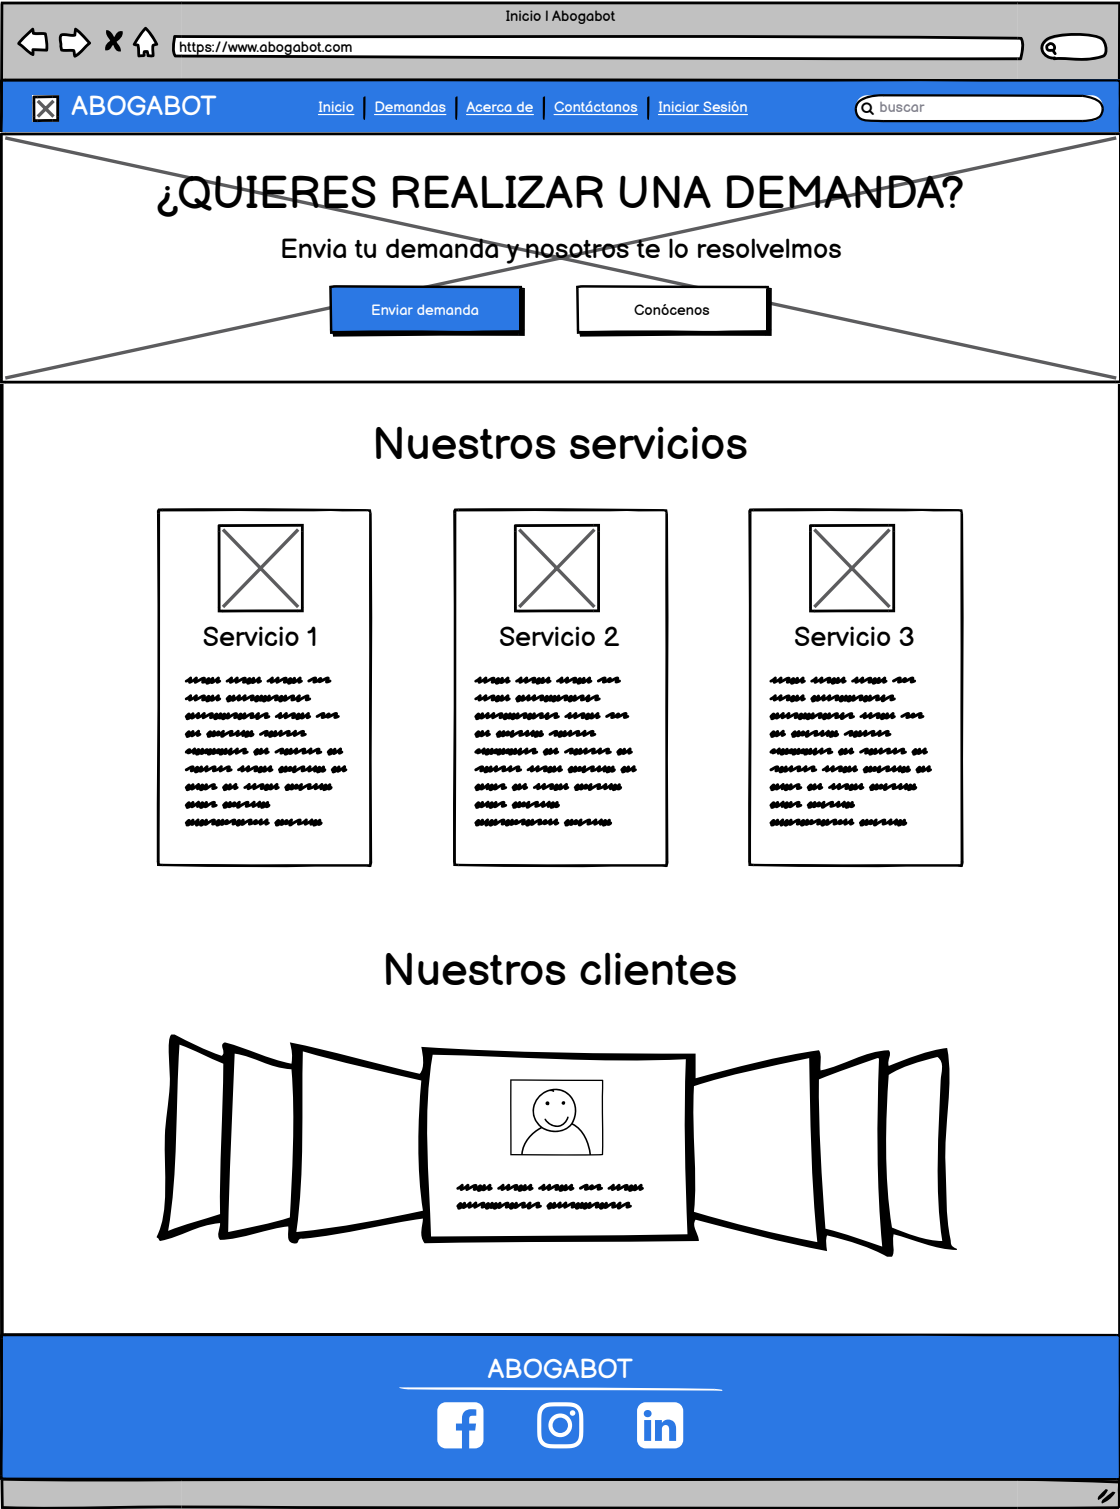 Inicio | Abogabot
https://www.abogabot.com
ABOGABOT
Inicio | Demandas | Acerca de | Contáctanos | Iniciar Sesión
buscar
¿QUIERES REALIZAR UNA DEMANDA?
Envia tu demanda y nosotros te lo resolvelmos
Enviar demanda
Conócenos
Nuestros servicios
Servicio 1
Servicio 2
Servicio 3
Nuestros clientes
ABOGABOT